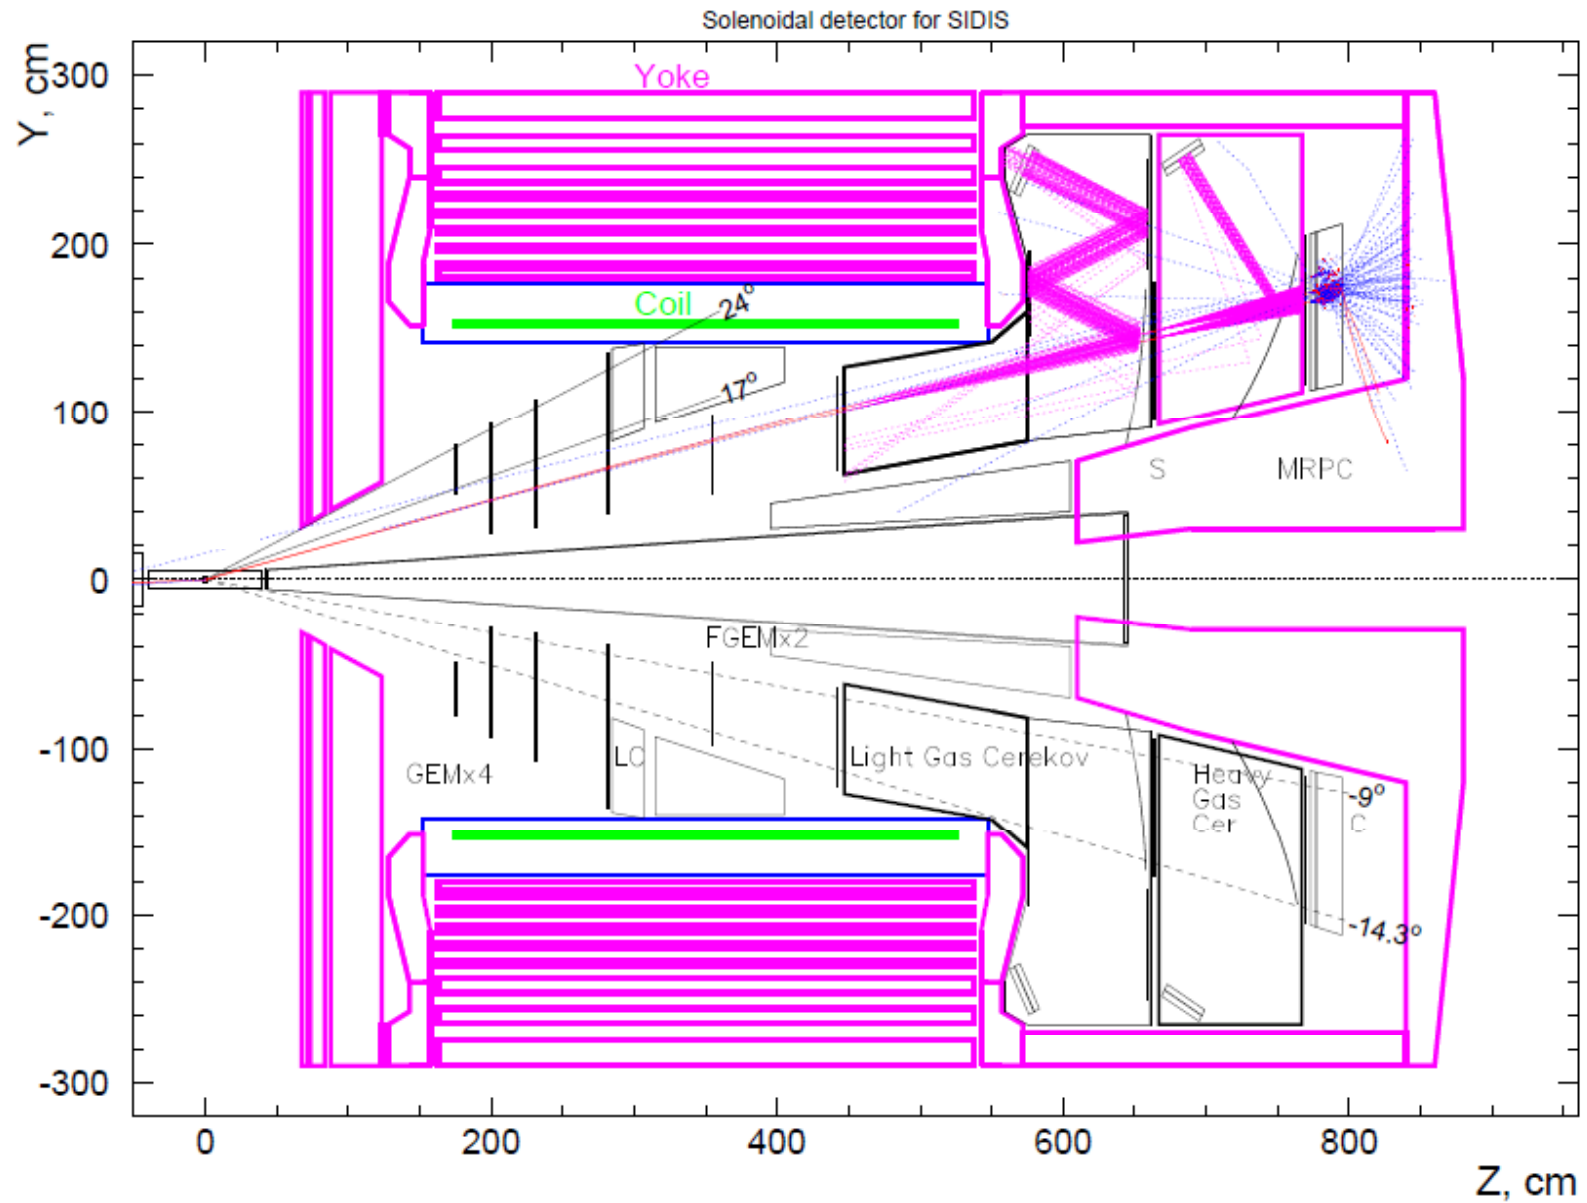 Solenoidal detector for SIDIS
Y, cm
300
200
100
0
-100
-200
-300
Yoke
Coil
24°
17°
S
MRPC
FGEMx2
GEMx4
LC
Light Gas Cerekov
Heavy
Gas
Cer
-9°
C
-14.3°
0
200
400
600
800
Z, cm